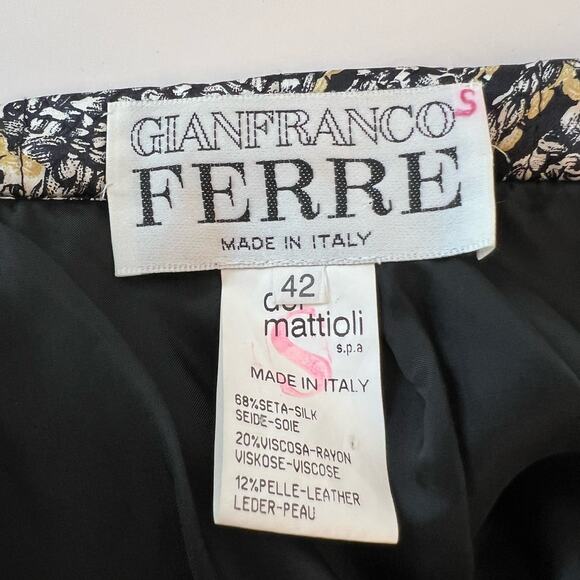 GIANFRANCO S
FERRE
MADE IN ITALY
42
dei
mattioli
s.p.a
S
MADE IN ITALY
68%SETA-SILK
SEIDE-SOIE
20%VISCOSA-RAYON
VISKOSE-VISCOSE
12%PELLE-LEATHER
LEDER-PEAU